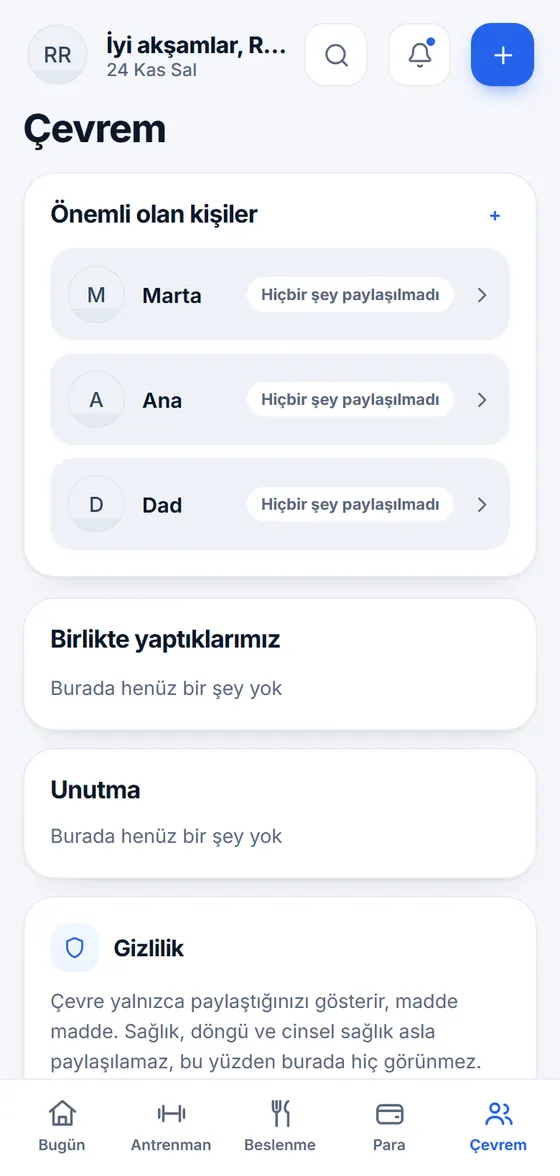 RR
İyi akşamlar, R...
24 Kas Sal
Çevrem
Önemli olan kişiler
+
M
Marta
Hiçbir şey paylaşılmadı
A
Ana
Hiçbir şey paylaşılmadı
D
Dad
Hiçbir şey paylaşılmadı
Birlikte yaptıklarımız
Burada henüz bir şey yok
Unutma
Burada henüz bir şey yok
Gizlilik
Çevre yalnızca paylaştığınızı gösterir, madde
madde. Sağlık, döngü ve cinsel sağlık asla
paylaşılamaz, bu yüzden burada hiç görünmez.
Bugün
Antrenman
Beslenme
Para
Çevrem